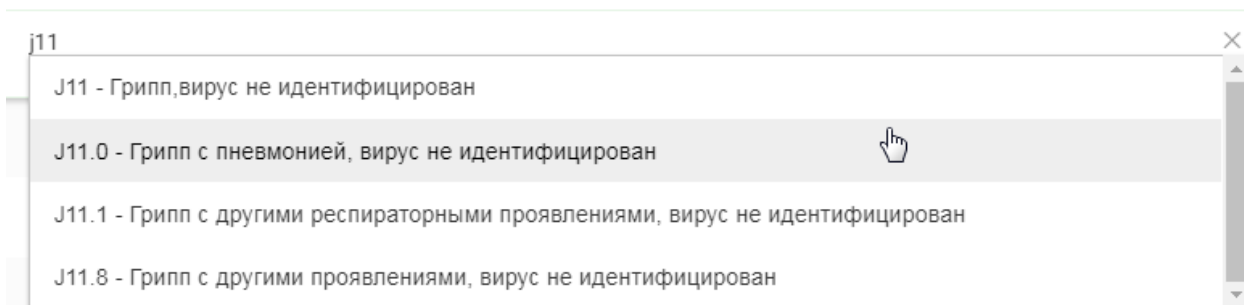 j11
J11 - Грипп,вирус не идентифицирован
J11.0 - Грипп с пневмонией, вирус не идентифицирован
J11.1 - Грипп с другими респираторными проявлениями, вирус не идентифицирован
J11.8 - Грипп с другими проявлениями, вирус не идентифицирован